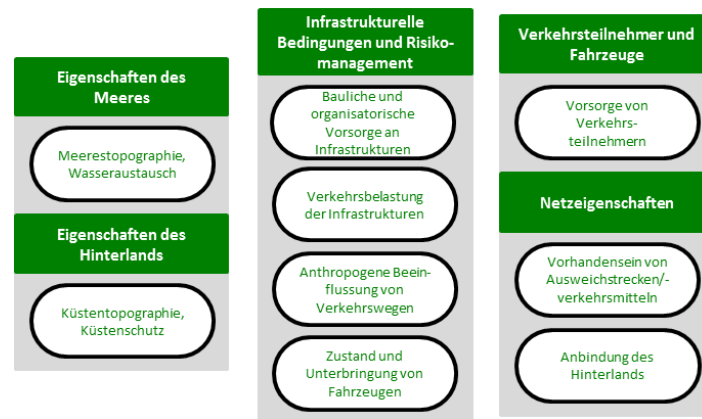 Eigenschaften des
Meeres
Meerestopographie,
Wasseraustausch
Eigenschaften des
Hinterlands
Küstentopographie,
Küstenschutz
Infrastrukturelle
Bedingungen und Risiko-
management
Bauliche und
organisatorische
Vorsorge an
Infrastrukturen
Verkehrsbelastung
der Infrastrukturen
Anthropogene Beein-
flussung von
Verkehrswegen
Zustand und
Unterbringung von
Fahrzeugen
Verkehrsteilnehmer und
Fahrzeuge
Vorsorge von
Verkehrs-
teilnehmern
Netzeigenschaften
Vorhandensein von
Ausweichstrecken/-
verkehrsmitteln
Anbindung des
Hinterlands